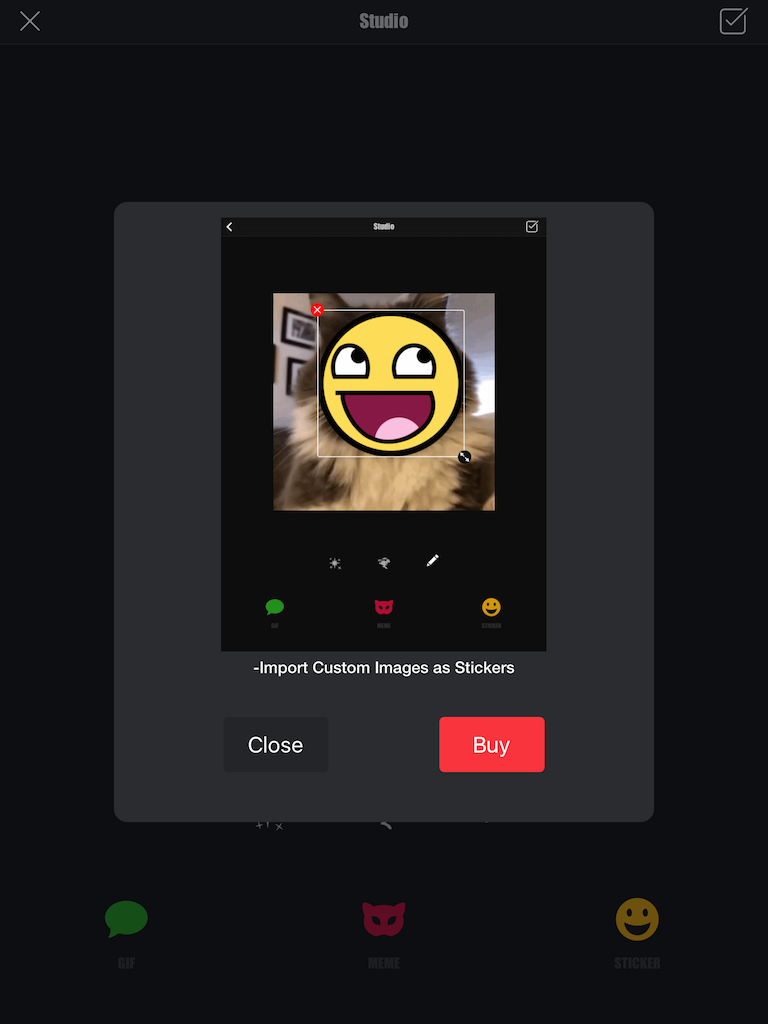 Studio
Studio
GIF
MEME
STICKER
-Import Custom Images as Stickers
Close
Buy
GIF
MEME
STICKER